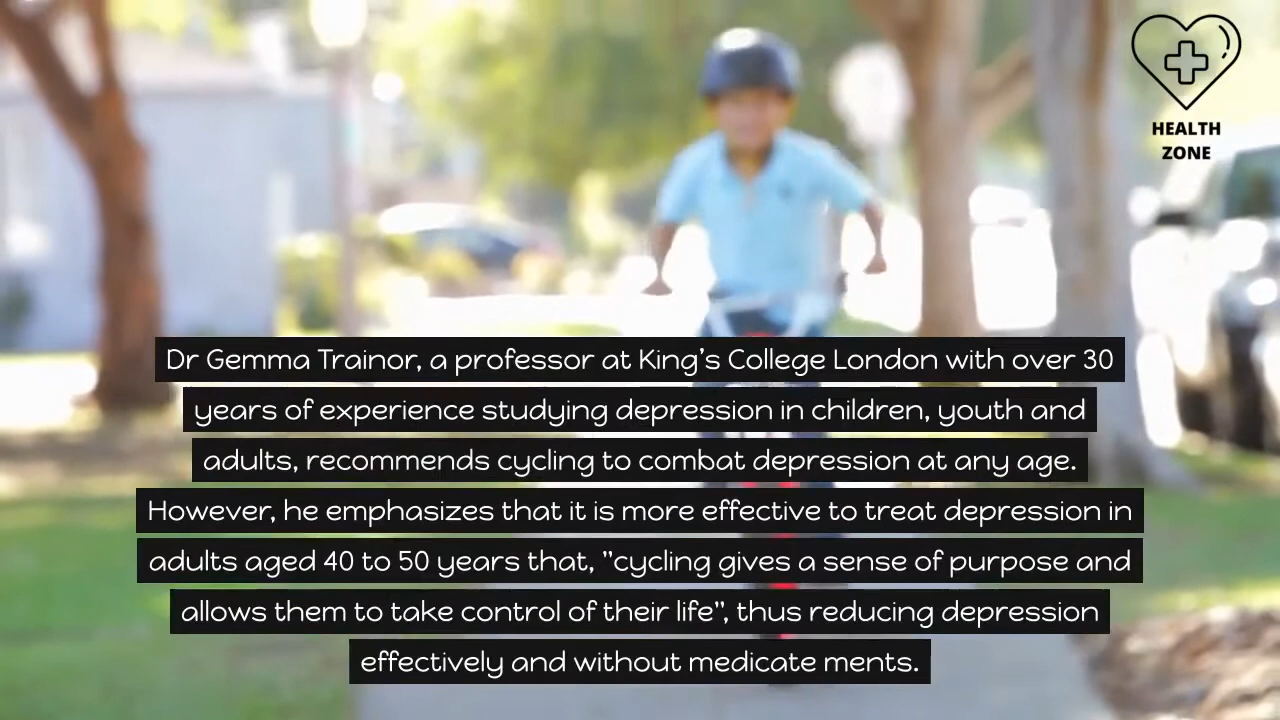 HEALTH
ZONE
Dr Gemma Trainor, a professor at King's College London with over 30
years of experience studying depression in children, youth and
adults, recommends cycling to combat depression at any age.
However, he emphasizes that it is more effective to treat depression in
adults aged 40 to 50 years that, "cycling gives a sense of purpose and
allows them to take control of their life", thus reducing depression
effectively and without medicate ments.